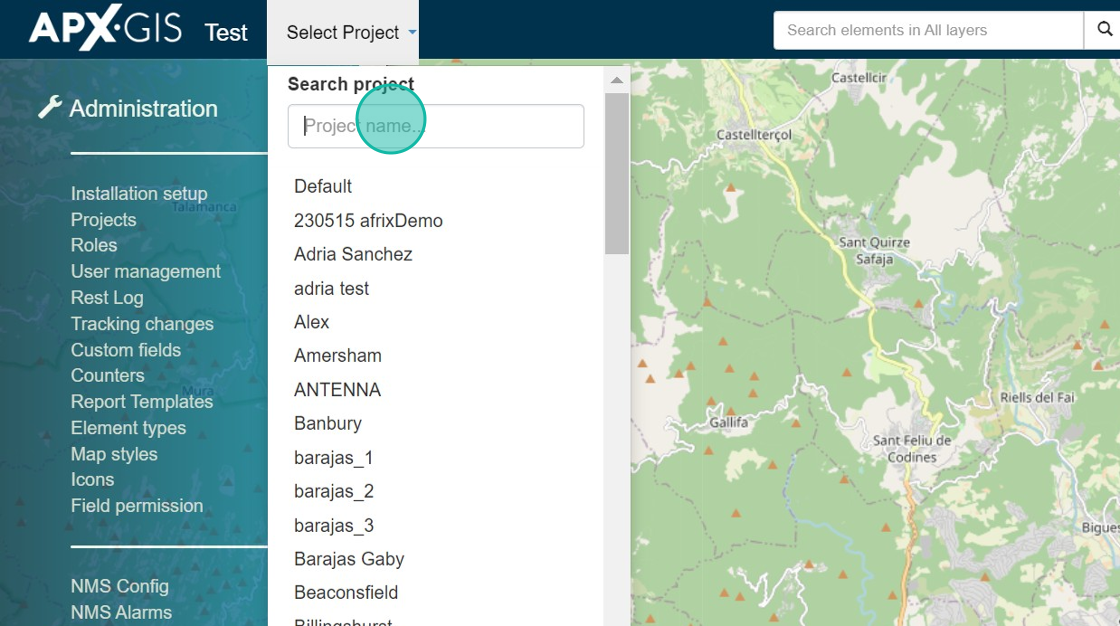 APX·GIS
Test
Select Project
Search elements in All layers
Administration
Installation setup
Projects
Roles
User management
Rest Log
Tracking changes
Custom fields
Counters
Report Templates
Element types
Map styles
Icons
Field permission
NMS Config
NMS Alarms
Search project
Project name...
Default
230515 afrixDemo
Adria Sanchez
adria test
Alex
Amersham
ANTENNA
Banbury
barajas_1
barajas_2
barajas_3
Barajas Gaby
Beaconsfield
Billingshurst
Talamanca
Mura
Castellcir
Castellterçol
Sant Quirze
Safaja
Riells del Fai
Gallifa
Sant Feliu de
Codines
Bigues